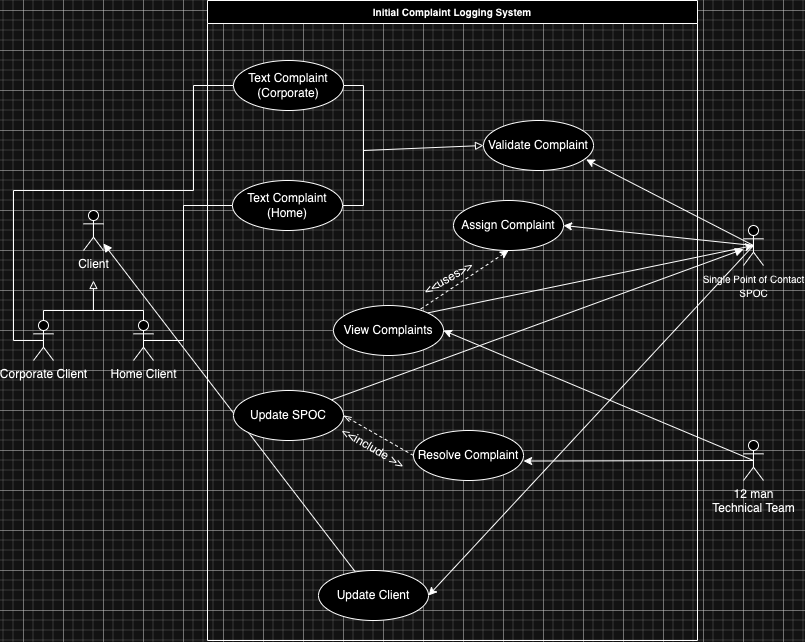 Initial Complaint Logging System
Text Complaint
(Corporate)
Validate Complaint
Text Complaint
(Home)
Assign Complaint
Client
<<uses>>
Single Point of Contact
SPOC
View Complaints
Corporate Client
Home Client
Update SPOC
<<include >>
Resolve Complaint
12 man
Technical Team
Update Client